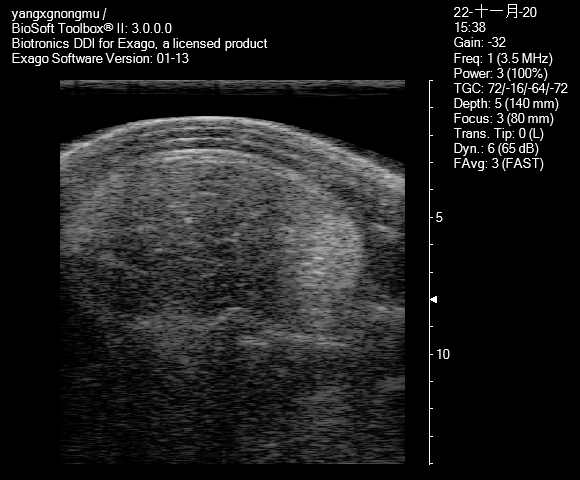 yangxgnongmu /
BioSoft Toolbox® II: 3.0.0.0
Biotronics DDI for Exago, a licensed product
Exago Software Version: 01-13
22-十一月-20
15:38
Gain: -32
Freq: 1 (3.5 MHz)
Power: 3 (100%)
TGC: 72/-16/-64/-72
Depth: 5 (140 mm)
Focus: 3 (80 mm)
Trans. Tip: 0 (L)
Dyn.: 6 (65 dB)
FAvg: 3 (FAST)
5
10